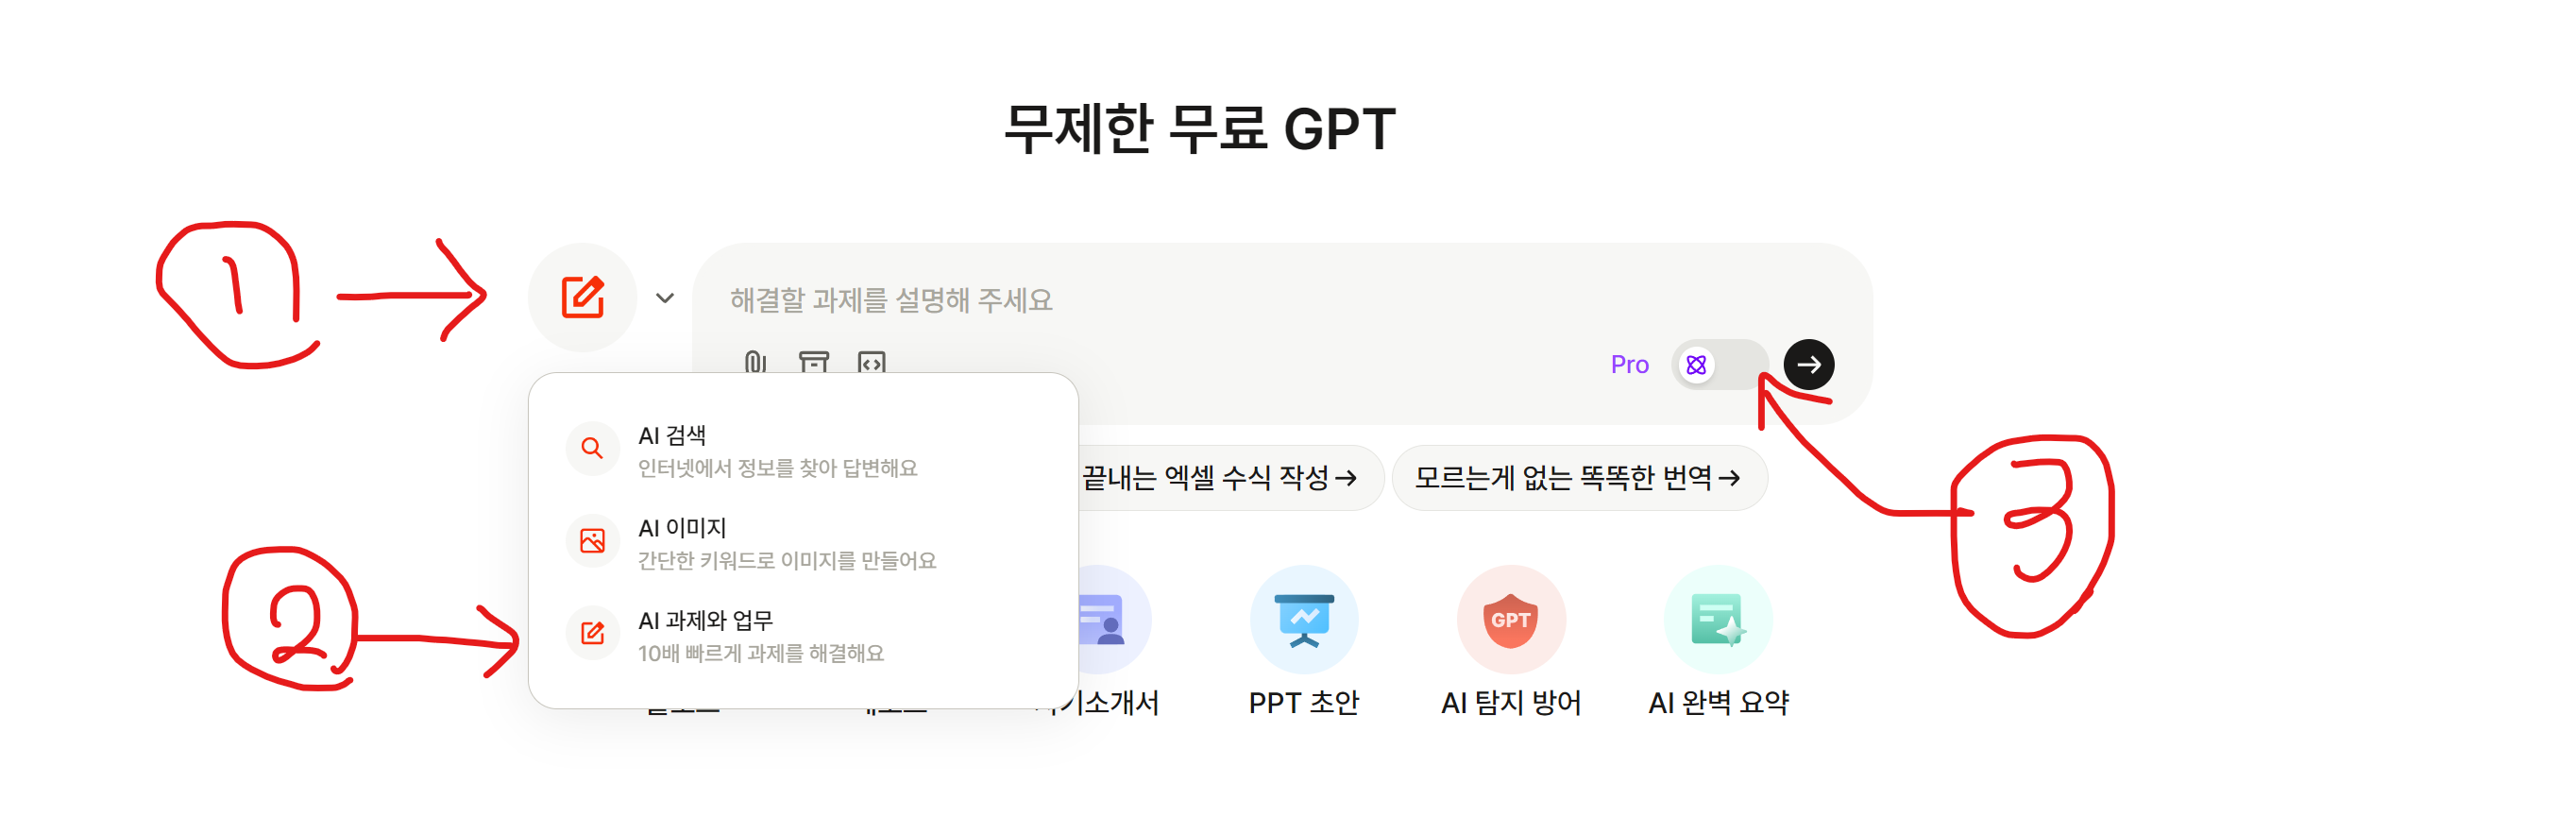 무제한 무료 GPT
1
해결할 과제를 설명해 주세요
Pro
AI 검색
인터넷에서 정보를 찾아 답변해요
끝내는 엑셀 수식 작성→
모르는게 없는 똑똑한 번역→
AI 이미지
간단한 키워드로 이미지를 만들어요
3
2
AI 과제와 업무
10배 빠르게 과제를 해결해요
GPT
PPT 초안
AI 탐지 방어
AI 완벽 요약